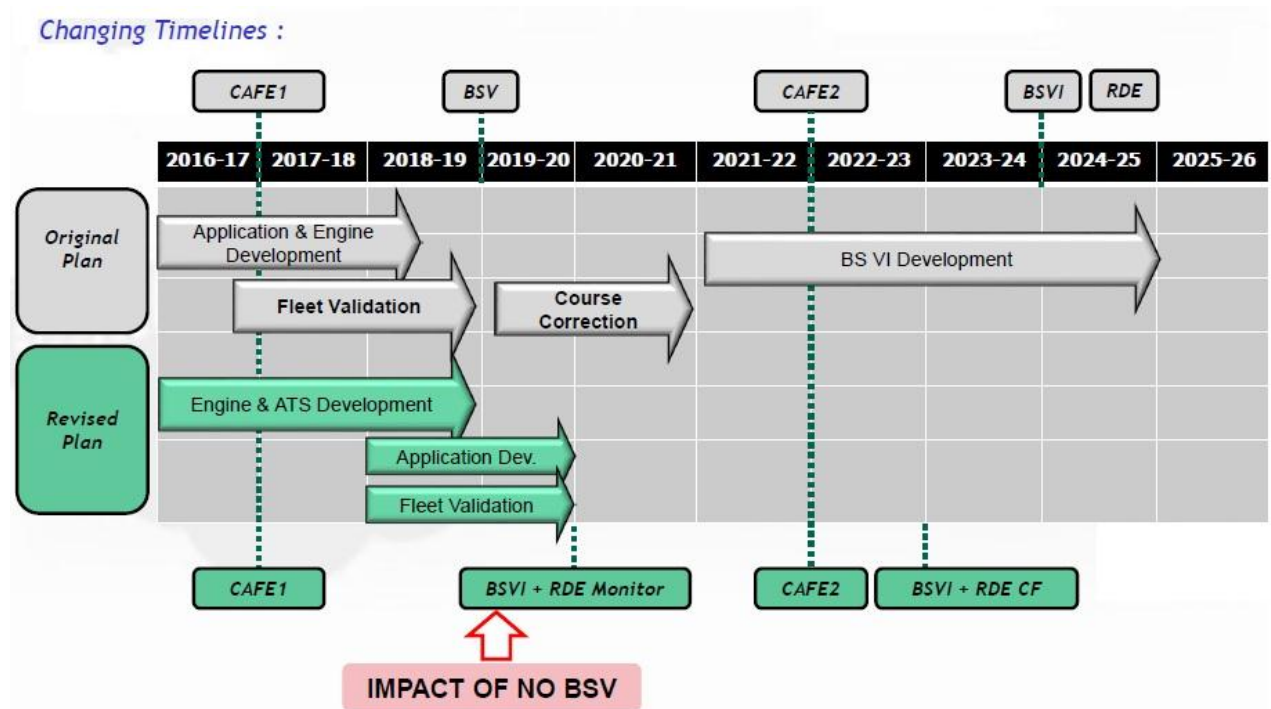 Changing Timelines :
CAFE1
BSV
CAFE2
BSVI
RDE
2016-17
2017-18
2018-19
2019-20
2020-21
2021-22
2022-23
2023-24
2024-25
2025-26
Original
Plan
Application & Engine
Development
Fleet Validation
Course
Correction
BS VI Development
Revised
Plan
Engine & ATS Development
Application Dev.
Fleet Validation
CAFE1
BSVI + RDE Monitor
CAFE2
BSVI + RDE CF
IMPACT OF NO BSV